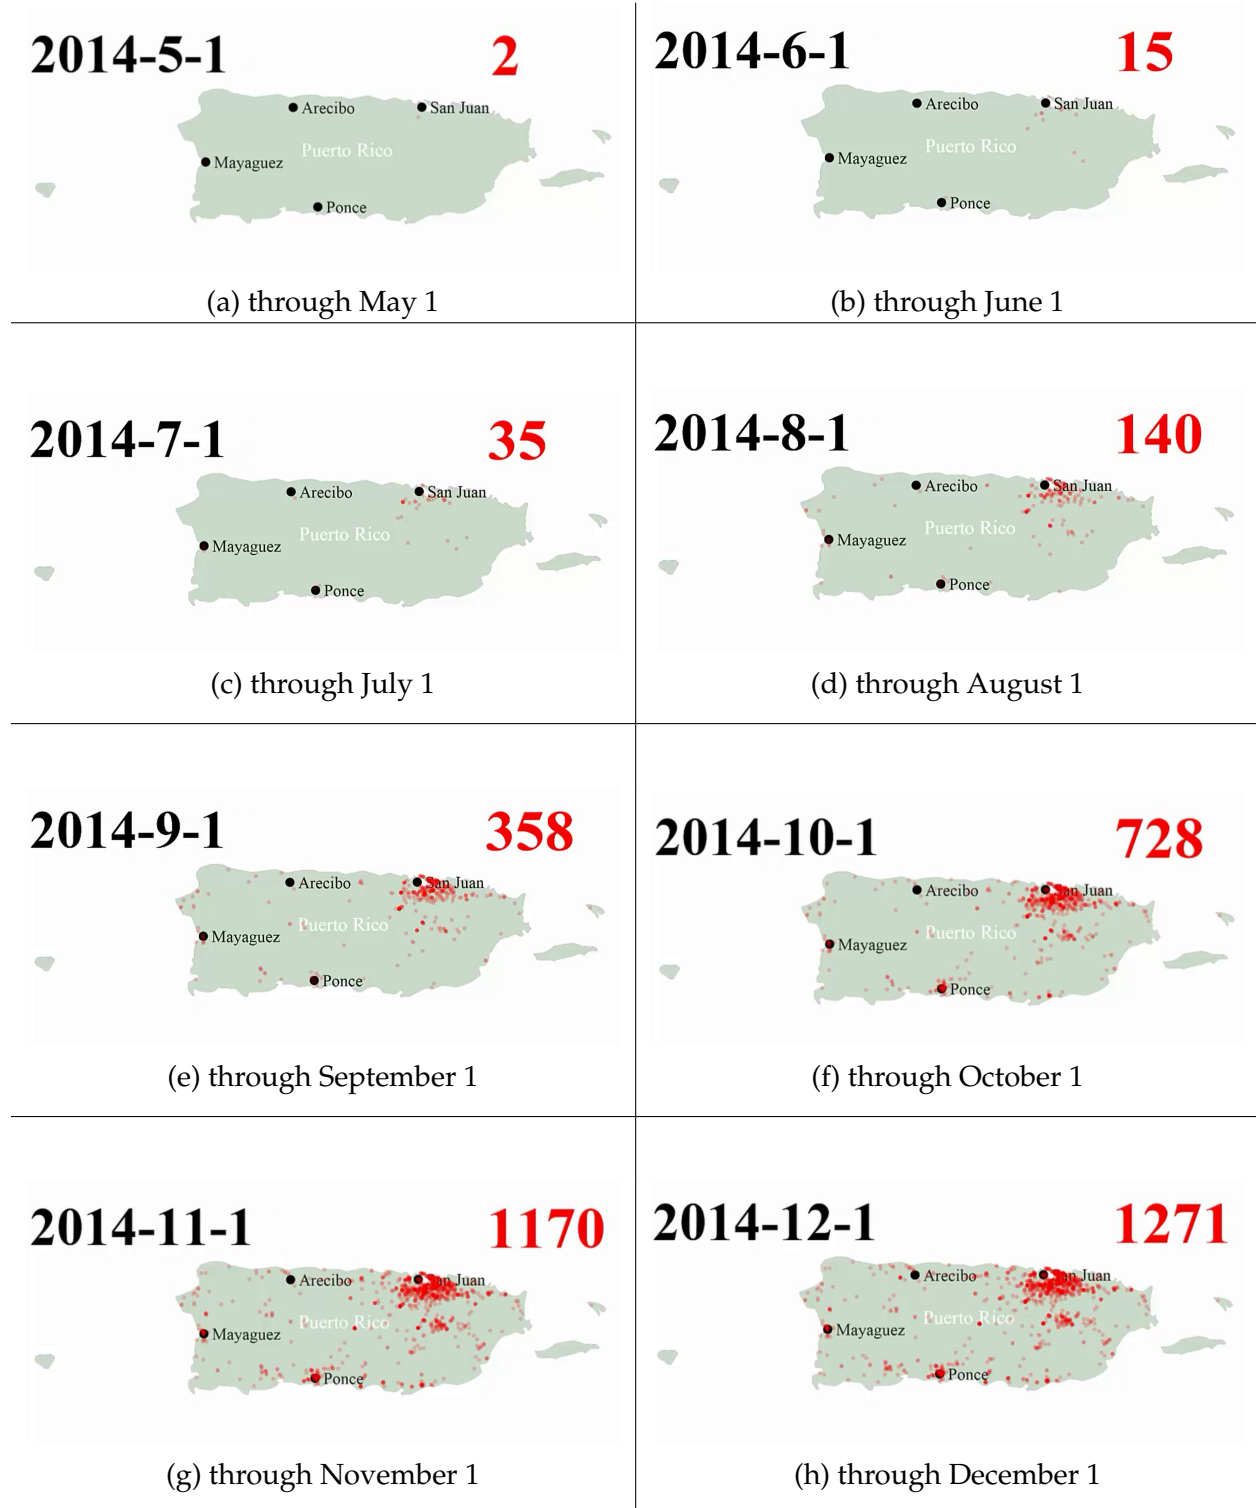 2014-5-1 2
Arecibo San Juan
Puerto Rico
Mayaguez
Ponce
(a) through May 1
2014-6-1 15
Arecibo San Juan
Puerto Rico
Mayaguez
Ponce
(b) through June 1
2014-7-1 35
Arecibo San Juan
Puerto Rico
Mayaguez
Ponce
(c) through July 1
2014-8-1 140
Arecibo San Juan
Puerto Rico
Mayaguez
Ponce
(d) through August 1
2014-9-1 358
Arecibo San Juan
Puerto Rico
Mayaguez
Ponce
(e) through September 1
2014-10-1 728
Arecibo San Juan
Puerto Rico
Mayaguez
Ponce
(f) through October 1
2014-11-1 1170
Arecibo San Juan
Puerto Rico
Mayaguez
Ponce
(g) through November 1
2014-12-1 1271
Arecibo San Juan
Puerto Rico
Mayaguez
Ponce
(h) through December 1